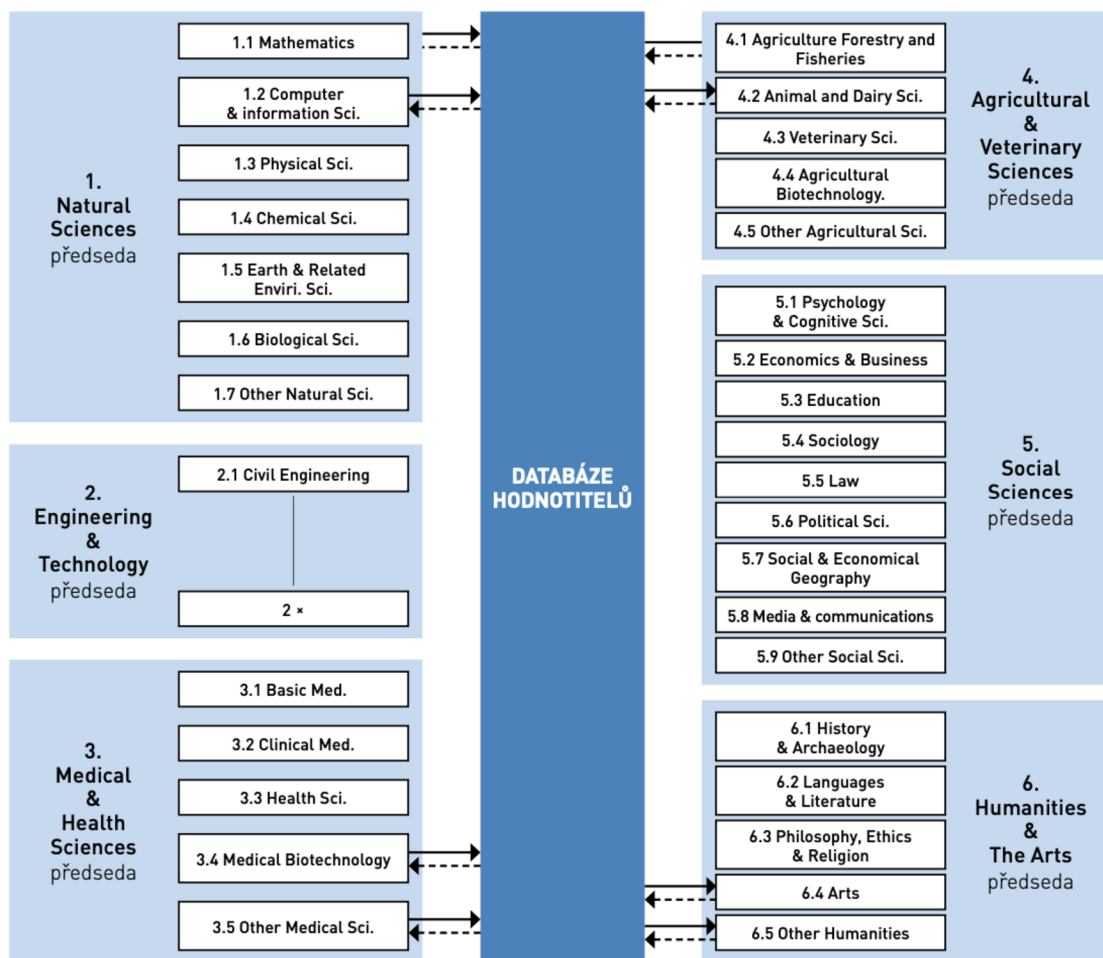 1.
Natural
Sciences
předseda
1.1 Mathematics
1.2 Computer
& information Sci.
1.3 Physical Sci.
1.4 Chemical Sci.
1.5 Earth & Related
Enviri. Sci.
1.6 Biological Sci.
1.7 Other Natural Sci.
2.
Engineering
&
Technology
předseda
2.1 Civil Engineering
2 ×
3.
Medical
&
Health
Sciences
předseda
3.1 Basic Med.
3.2 Clinical Med.
3.3 Health Sci.
3.4 Medical Biotechnology
3.5 Other Medical Sci.
DATABÁZE
HODNOTITELŮ
4.1 Agriculture Forestry and
Fisheries
4.2 Animal and Dairy Sci.
4.3 Veterinary Sci.
4.4 Agricultural
Biotechnology.
4.5 Other Agricultural Sci.
4.
Agricultural
&
Veterinary
Sciences
předseda
5.1 Psychology
& Cognitive Sci.
5.2 Economics & Business
5.3 Education
5.4 Sociology
5.5 Law
5.6 Political Sci.
5.7 Social & Economical
Geography
5.8 Media & communications
5.9 Other Social Sci.
5.
Social
Sciences
předseda
6.1 History
& Archaeology
6.2 Languages
& Literature
6.3 Philosophy, Ethics
& Religion
6.4 Arts
6.5 Other Humanities
6.
Humanities
&
The Arts
předseda